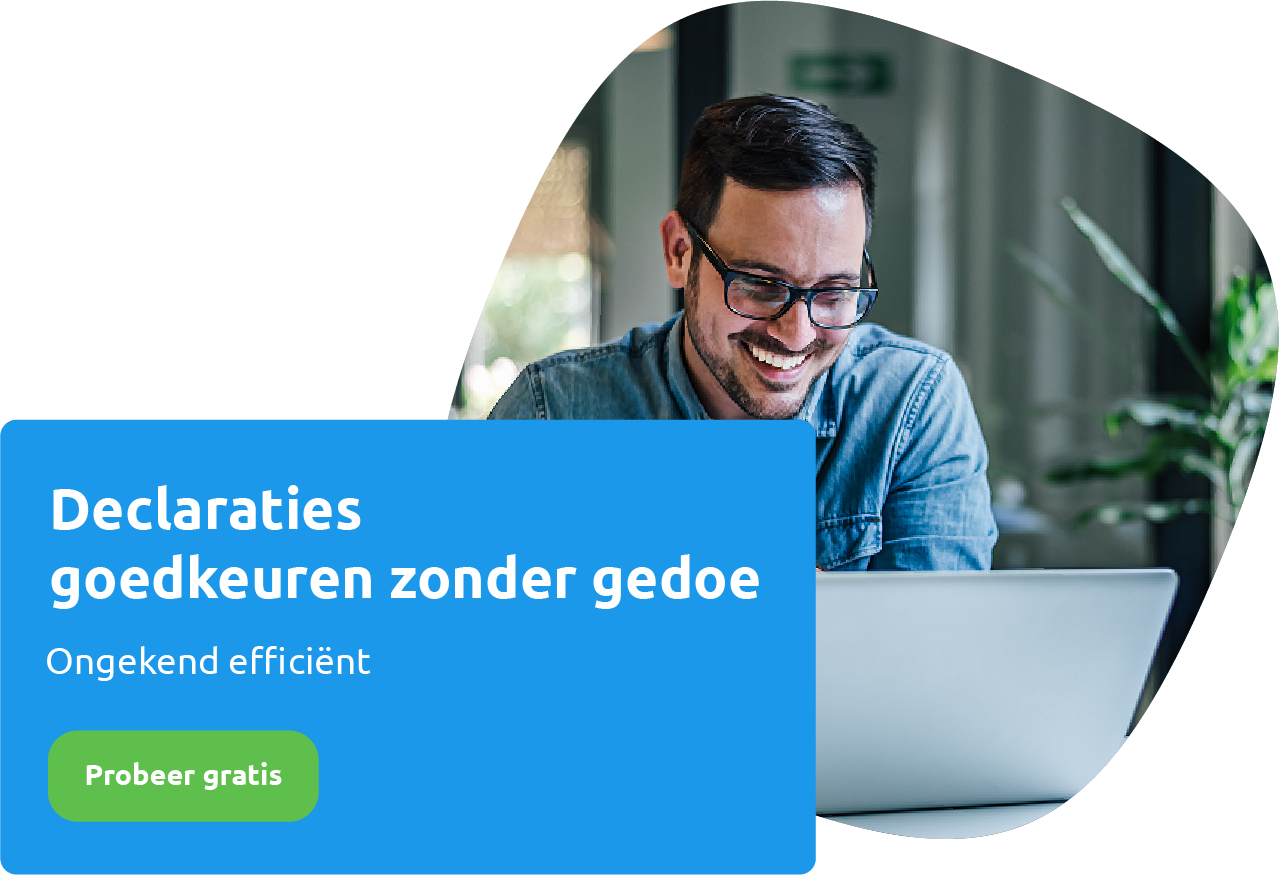 Declaraties
goedkeuren zonder gedoe
Ongekend efficiënt
Probeer gratis